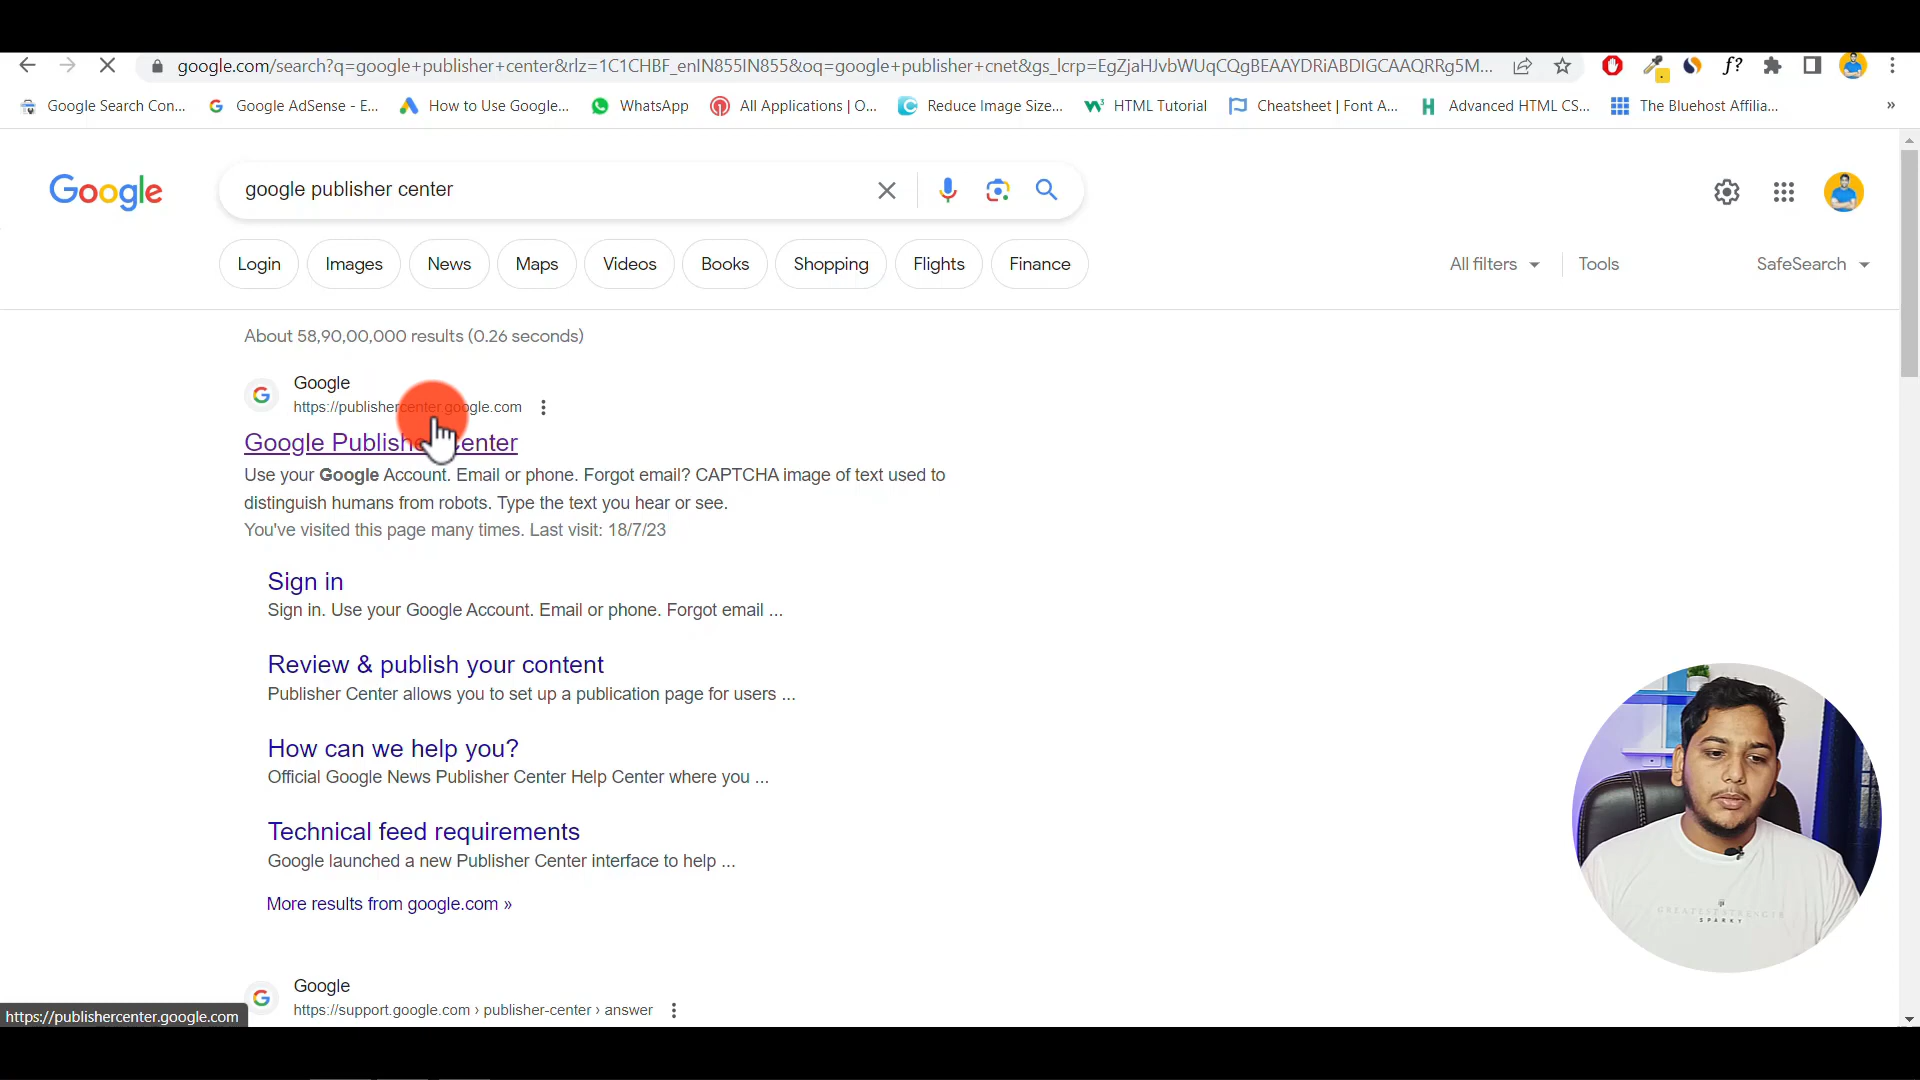 google.com/search?q=google+publisher+center&rlz=1C1CHBF_enIN855IN855&oq=google+publisher+cnet&gs_lcrp=EgZjaHJvbWUqCQgBEAAYDRiABDIGCAAQRRg5M...
f?
Google Search Con... Google AdSense - E... How to Use Google... WhatsApp All Applications | O... Reduce Image Size... HTML Tutorial Cheatsheet | Font A... Advanced HTML CS... The Bluehost Affilia... »
Google
google publisher center
Login Images News Maps Videos Books Shopping Flights Finance All filters Tools SafeSearch
About 58,90,00,000 results (0.26 seconds)
Google
https://publishercenter.google.com
Google Publisher Center
Use your Google Account. Email or phone. Forgot email? CAPTCHA image of text used to
distinguish humans from robots. Type the text you hear or see.
You've visited this page many times. Last visit: 18/7/23
Sign in
Sign in. Use your Google Account. Email or phone. Forgot email ...
Review & publish your content
Publisher Center allows you to set up a publication page for users ...
How can we help you?
Official Google News Publisher Center Help Center where you ...
Technical feed requirements
Google launched a new Publisher Center interface to help ...
More results from google.com »
GREATEST STRENGTH
SPARKY
Google
https://support.google.com › publisher-center › answer
https://publishercenter.google.com